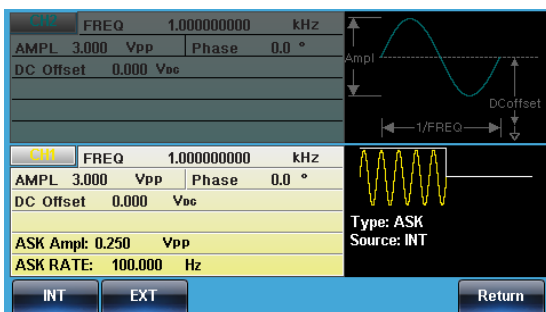 CH2 FREQ 1.000000000 kHz
AMPL 3.000 Vpp Phase 0.0 °
DC Offset 0.000 VDC
Ampl
DCoffset
1/FREQ
CH1 FREQ 1.000000000 kHz
AMPL 3.000 Vpp Phase 0.0 °
DC Offset 0.000 VDC
ASK Ampl: 0.250 Vpp
ASK RATE: 100.000 Hz
Type: ASK
Source: INT
INT EXT Return